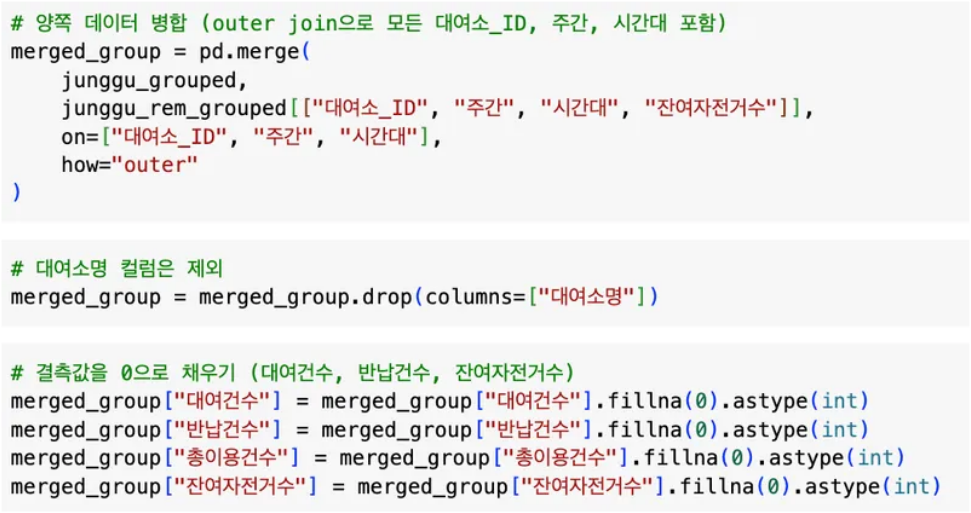 # 양쪽 데이터 병합 (outer join으로 모든 대여소_ID, 주간, 시간대 포함)
merged_group = pd.merge(
    junggu_grouped,
    junggu_rem_grouped[["대여소_ID", "주간", "시간대", "잔여자전거수"]],
    on=["대여소_ID", "주간", "시간대"],
    how="outer"
)
# 대여소명 컬럼은 제외
merged_group = merged_group.drop(columns=["대여소명"])
# 결측값을 0으로 채우기 (대여건수, 반납건수, 잔여자전거수)
merged_group["대여건수"] = merged_group["대여건수"].fillna(0).astype(int)
merged_group["반납건수"] = merged_group["반납건수"].fillna(0).astype(int)
merged_group["총이용건수"] = merged_group["총이용건수"].fillna(0).astype(int)
merged_group["잔여자전거수"] = merged_group["잔여자전거수"].fillna(0).astype(int)